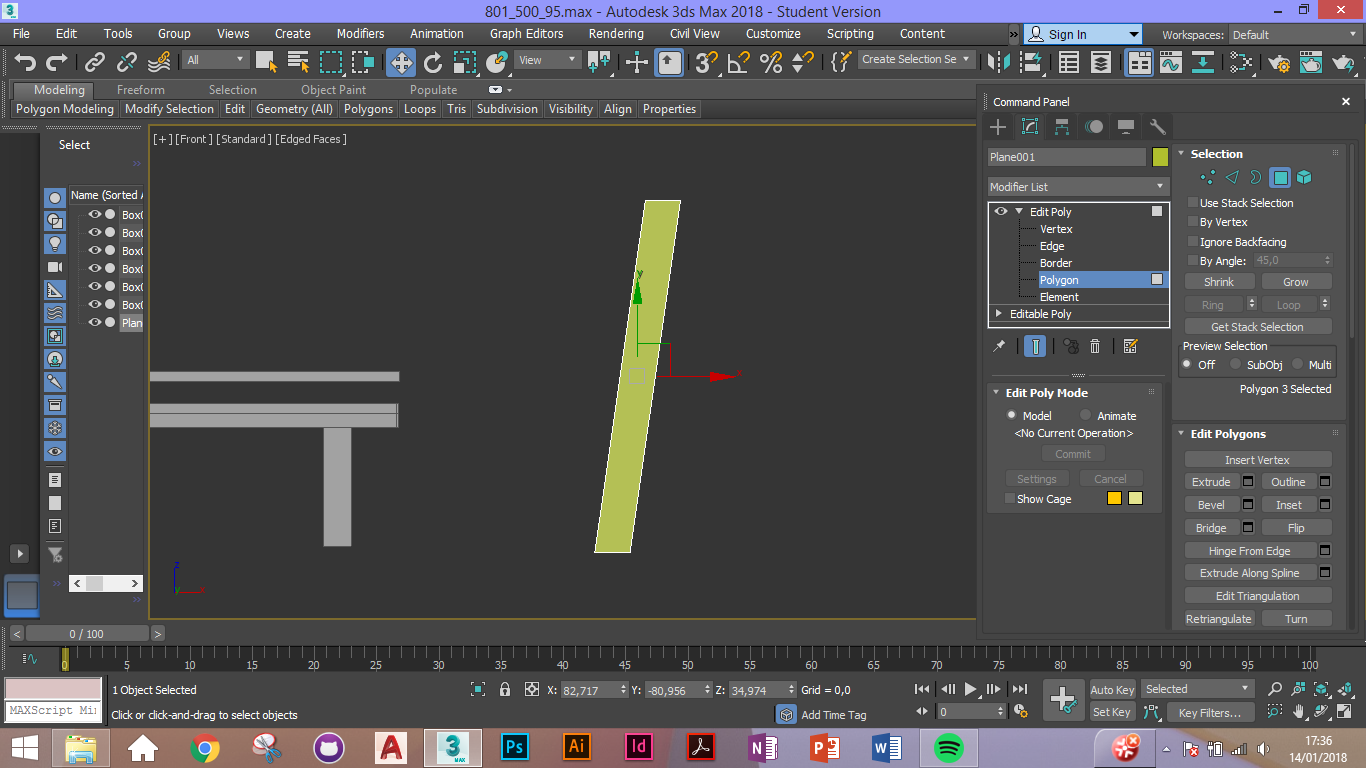 801_500_95.max - Autodesk 3ds Max 2018 - Student Version
File Edit Tools Group Views Create Modifiers Animation Graph Editors Rendering Civil View Customize Scripting Content » Sign In Workspaces: Default
All View Create Selection Se
Modeling Freeform Selection Object Paint Populate
Polygon Modeling Modify Selection Edit Geometry (All) Polygons Loops Tris Subdivision Visibility Align Properties
Command Panel
Select
[+] [Front ] [Standard ] [Edged Faces ]
Plane001
Selection
Modifier List
Name (Sorted
Use Stack Selection
Edit Poly
By Vertex
Vertex
Edge
Ignore Backfacing
Border
By Angle: 45,0
Polygon
Shrink Grow
Element
Ring Loop
Editable Poly
Get Stack Selection
Preview Selection
Off SubObj Multi
Polygon 3 Selected
Box0
Box0
Box0
Box0
Box0
Box0
Plan
y
x
z
y
x
Edit Poly Mode
Model Animate
<No Current Operation>
Commit
Settings Cancel
Show Cage
Edit Polygons
Insert Vertex
Extrude Outline
Bevel Inset
Bridge Flip
Hinge From Edge
Extrude Along Spline
Edit Triangulation
Retriangulate Turn
< 0 / 100 >
0 5 10 15 20 25 30 35 40 45 50 55 60 65 70 75 80 85 90 95 100
1 Object Selected X: 82,717 Y: -80,956 Z: 34,974 Grid = 0,0 Auto Key Selected
MAXScript Mi
Click or click-and-drag to select objects Add Time Tag 0 Set Key Key Filters...
A 3 MAX Ps Ai Id N P W
17:36
14/01/2018